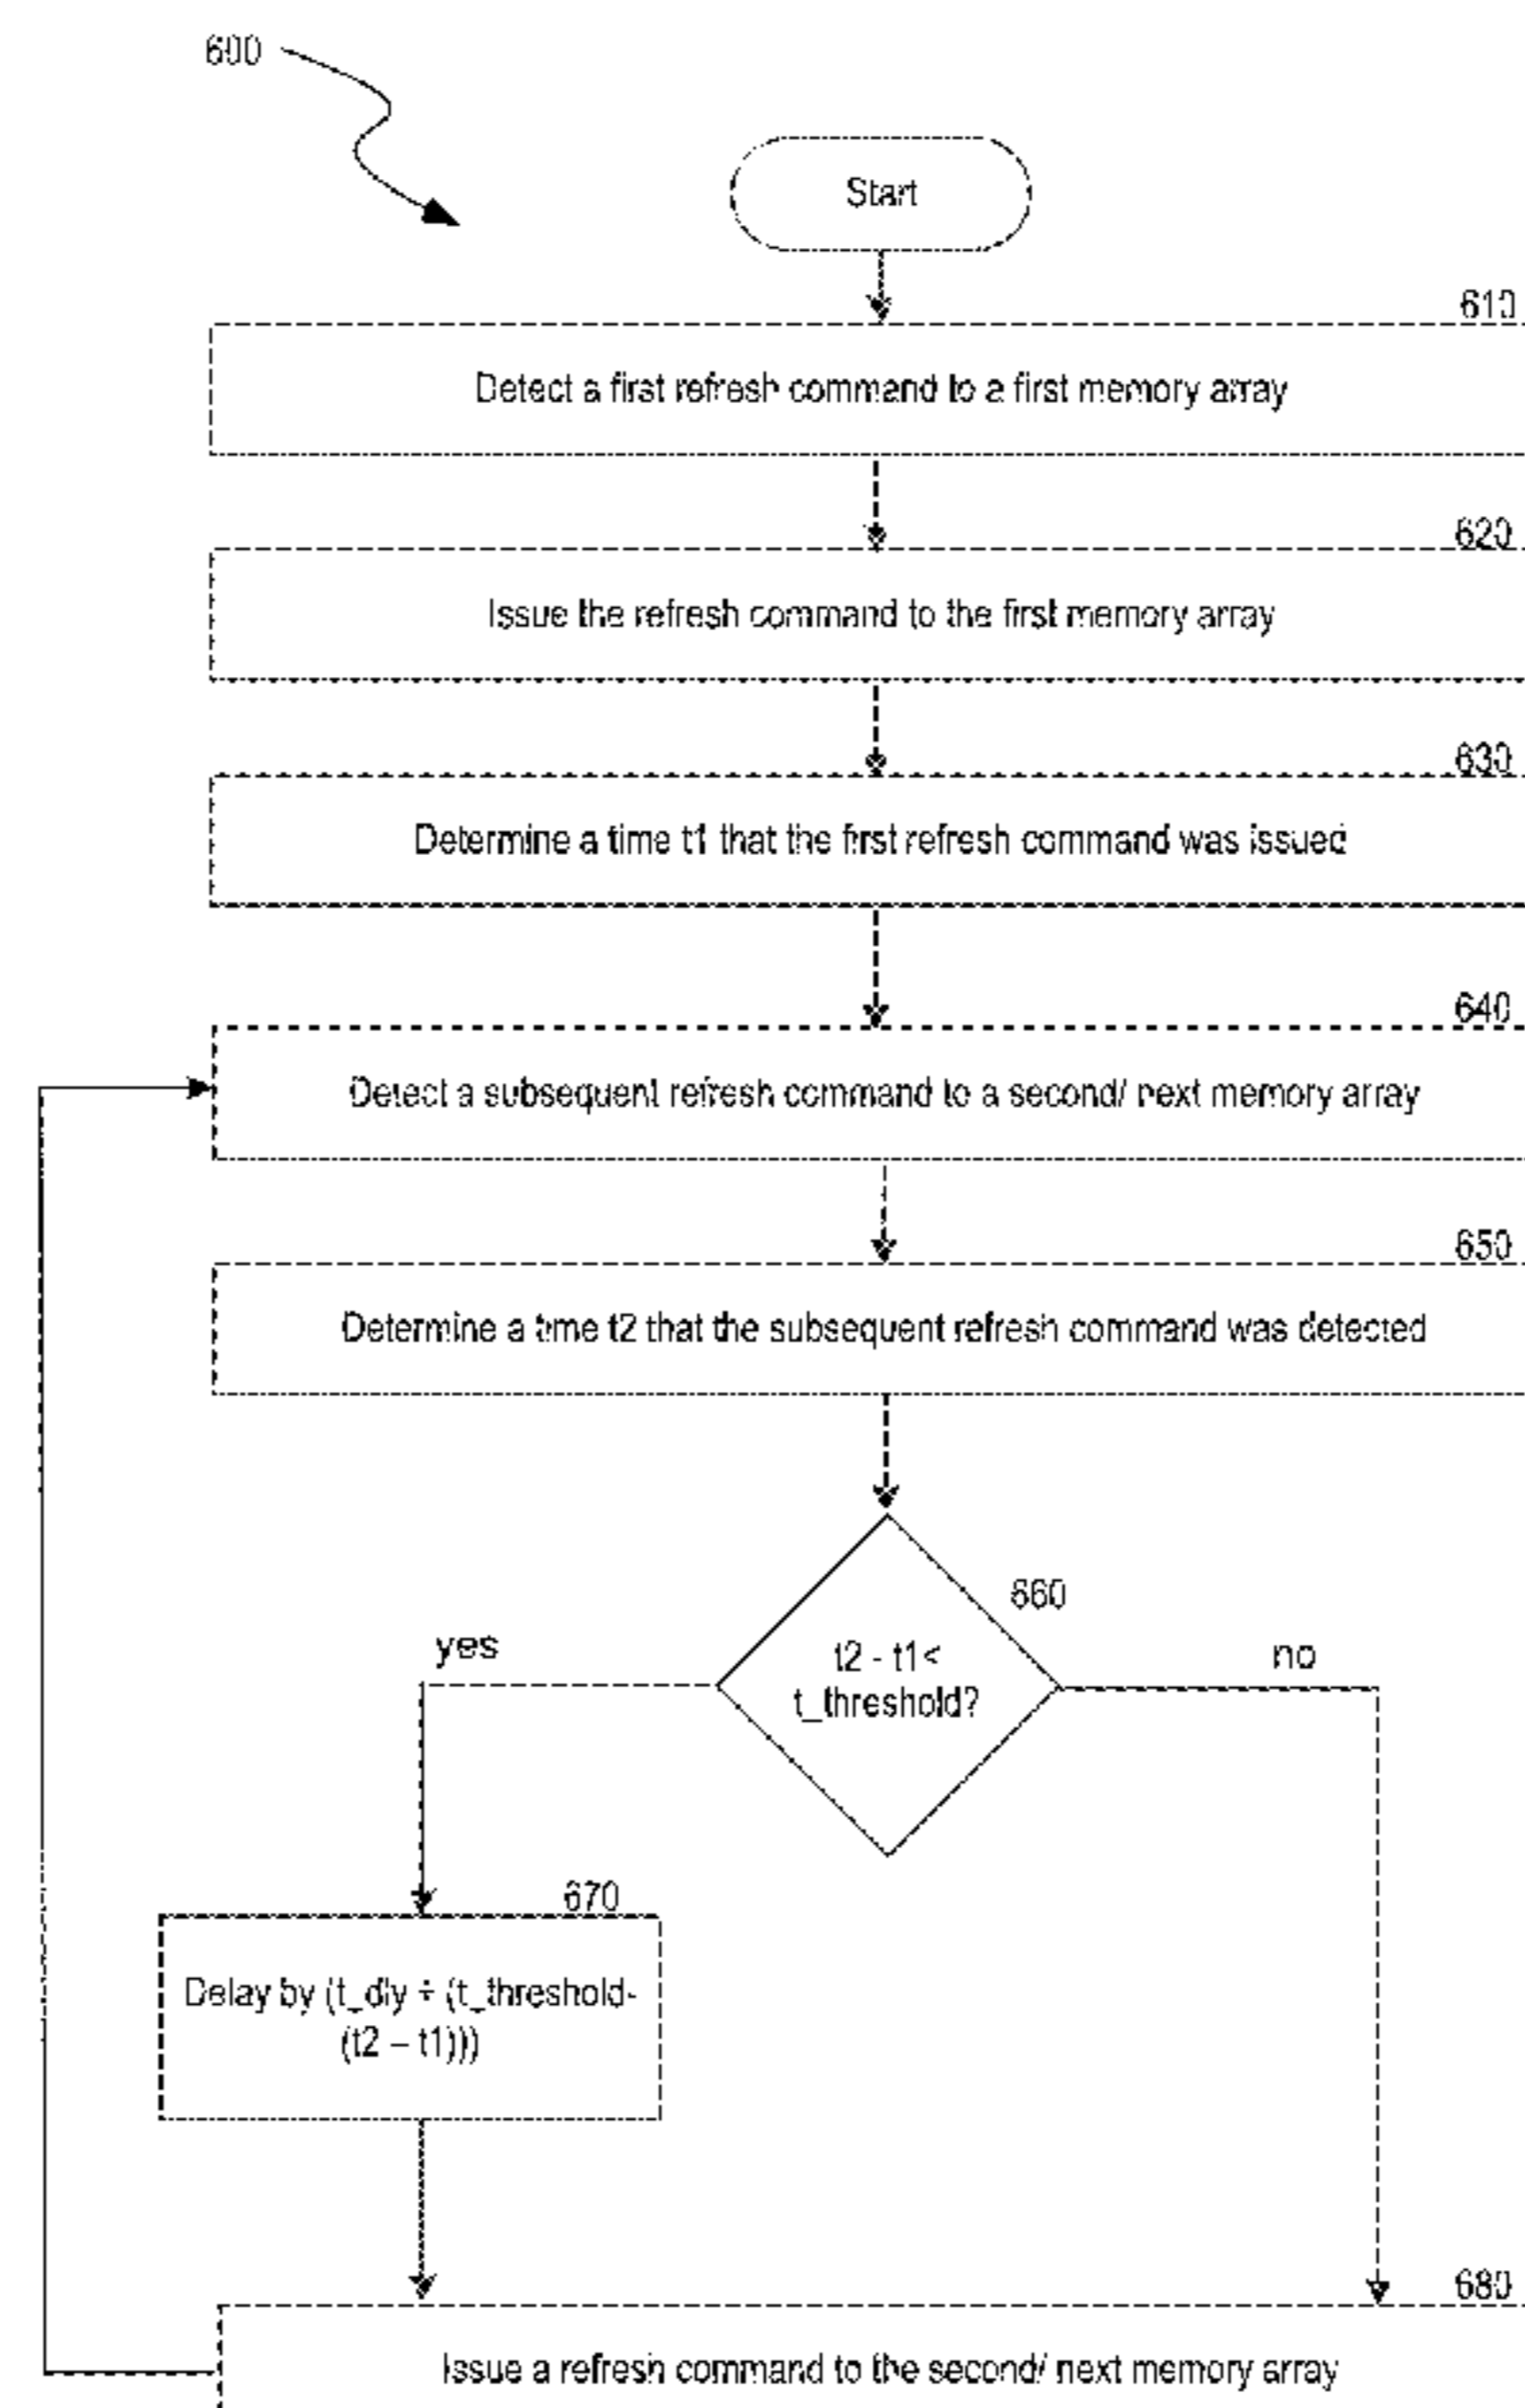 600
Start
610
Detect a first refresh command to a first memory array
620
Issue the refresh command to the first memory array
630
Determine a time t1 that the first refresh command was issued
640
Detect a subsequent refresh command to a second/ next memory array
650
Determine a time t2 that the subsequent refresh command was detected
660
t2 - t1<
t_threshold?
yes
no
670
Delay by (t_dly + (t_threshold-
(t2 – t1)))
680
Issue a refresh command to the second/ next memory array